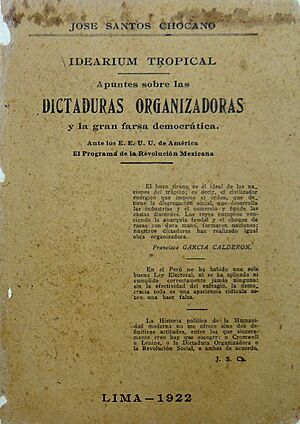 JOSE SANTOS CHOCANO
IDEARIUM TROPICAL
Apuntes sobre las
DICTADURAS ORGANIZADORAS
y la gran farsa democrática.
Ante los E. E. U. U. de América
El Programa de la Revolución Mexicana
El buen tirano es el ideal de las na-
ciones del trópico; es decir, el civilizador
enérgico que impone el orden, que de-
tiene la disgregación social, que desarrolla
las industrias y el comercio y que
discordes. Los reyes europeos ven-
ciendo la anarquía feudal y el choque de
razas con dura mano, formaron naciones;
nuestros dictadores han realizado igual
obra organizadora.
Francisco GARCIA CALDERON.
En el Perú no ha habido una sola
buena Ley Electoral, ni se ha aplicado ni
cumplido correctamente jamás ninguna:
sin la efectividad del sufragio, la demo-
cracia toda es una apariencia ridícula so-
bre una base falsa.
La Historia política de la Humani-
dad moderna no me ofrece sino dos de-
finitivas actitudes, entre las que sincera-
mente creo hay que escoger: o Cromwell
o Lenine, o la Dictadura Organizadora o
la Revolución Social, o ambas de acuerdo.
J. S. Ch.
LIMA—1922